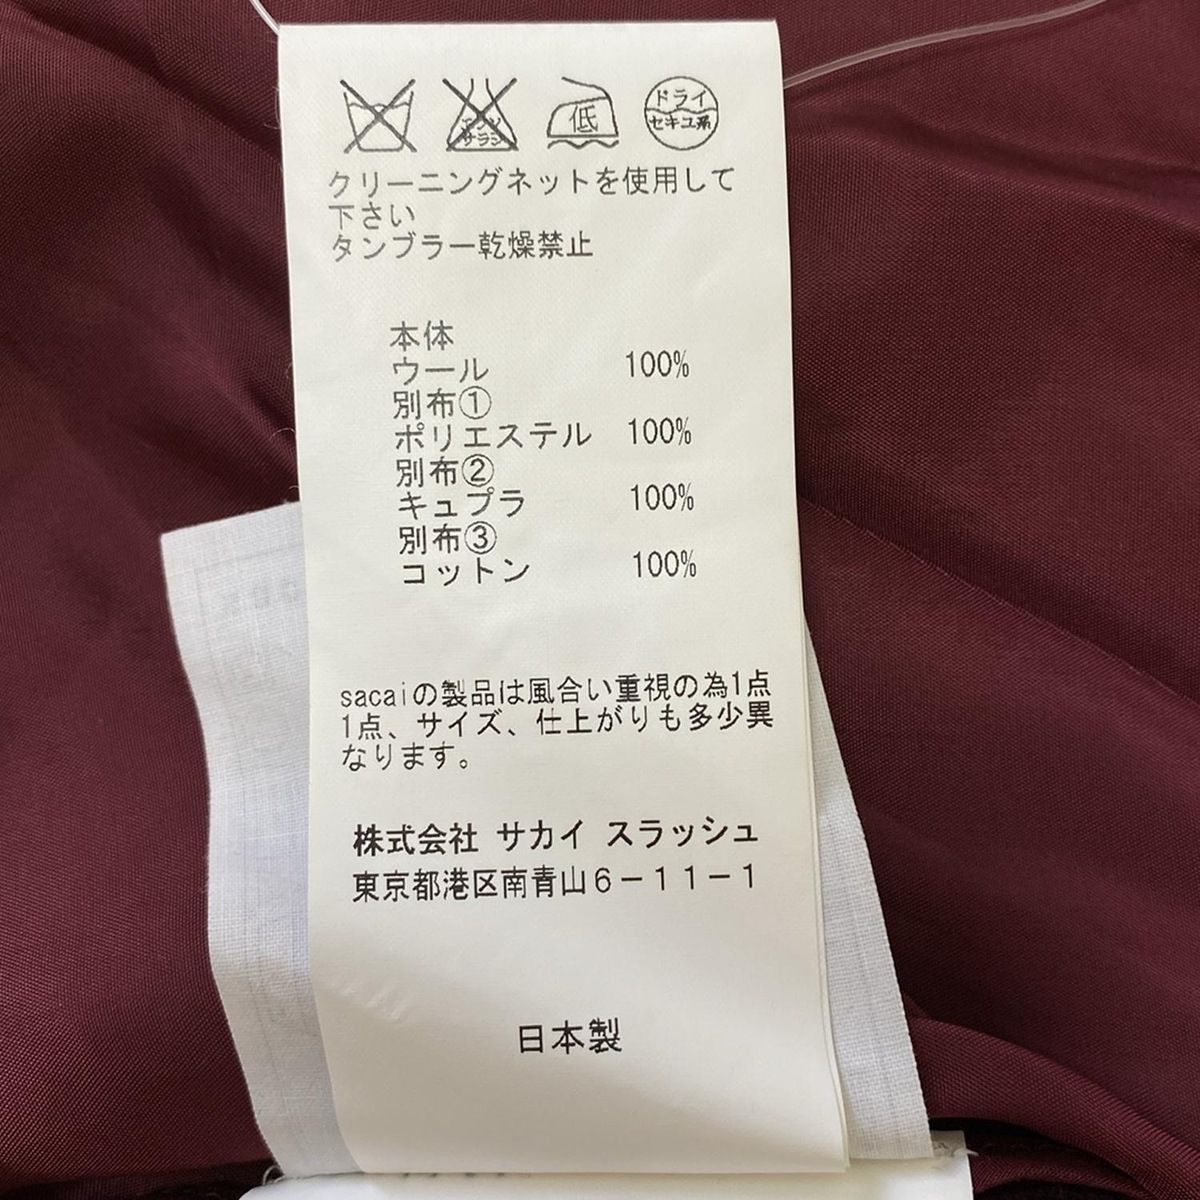 エンソ
サラシ
低
ドライ
セキユ系
クリーニングネットを使用して
下さい
タンブラー乾燥禁止
本体
ウール 100%
別布①
ポリエステル 100%
別布②
キュプラ 100%
別布③
コットン 100%
sacaiの製品は風合い重視の為1点
1点、サイズ、仕上がりも多少異
なります。
株式会社 サカイ スラッシュ
東京都港区南青山6－11－1
日本製